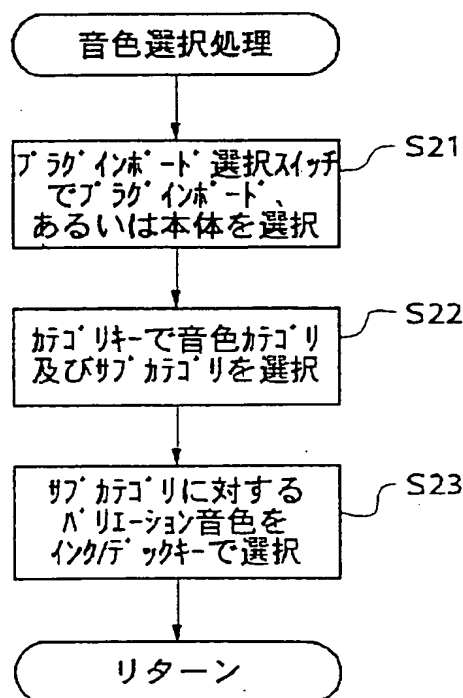 音色選択処理
プラグインボード選択スイッチ
でプラグインボード、
あるいは本体を選択
S21
カテゴリキーで音色カテゴリ
及びサブカテゴリを選択
S22
サブカテゴリに対する
バリエーション音色を
インク/デックキーで選択
S23
リターン